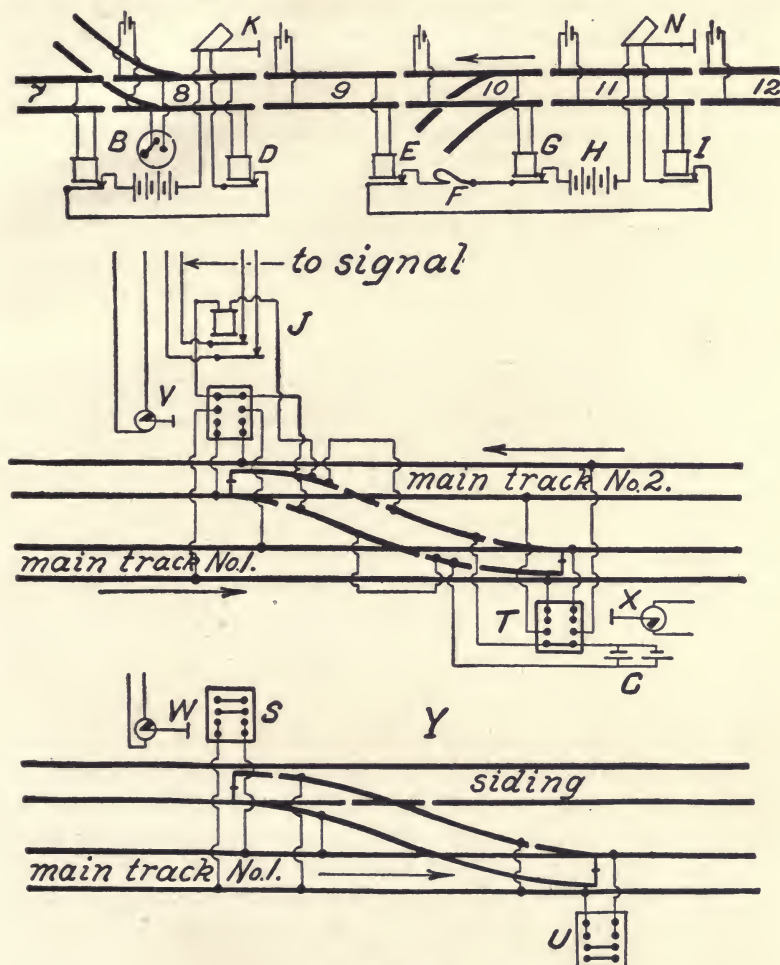 K N
7 8 9 10 11 12
B D E F G H I
to signal
J
V
main track No.2.
main track No.1.
T X
C
W S Y
siding
main track No.1.
U